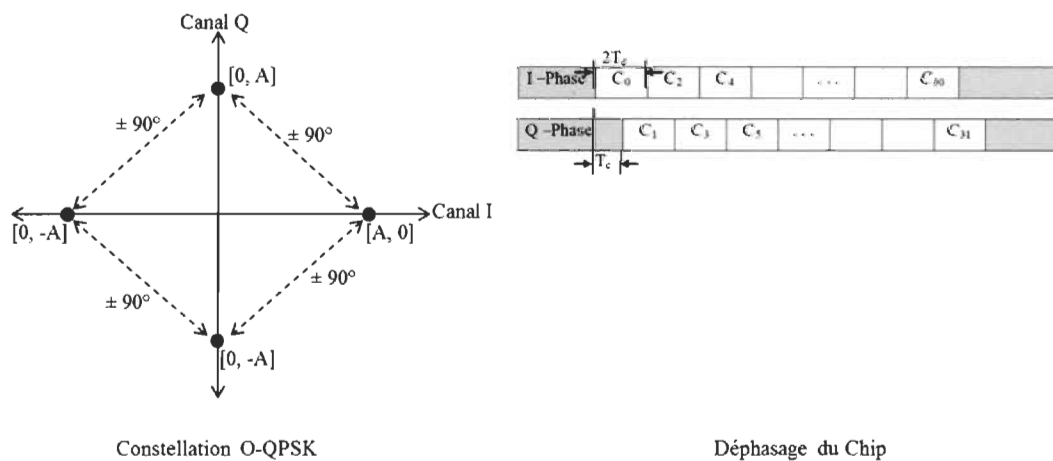 Canal Q
[0, A]
± 90°
± 90°
Canal I
[0, -A]
[A, 0]
± 90°
± 90°
[0, -A]
Constellation O-QPSK
2T_c
I –Phase C₀ C₂ C₄ ...
Q –Phase C₁ C₃ C₅ ... C₃₁
T_c
Déphasage du Chip